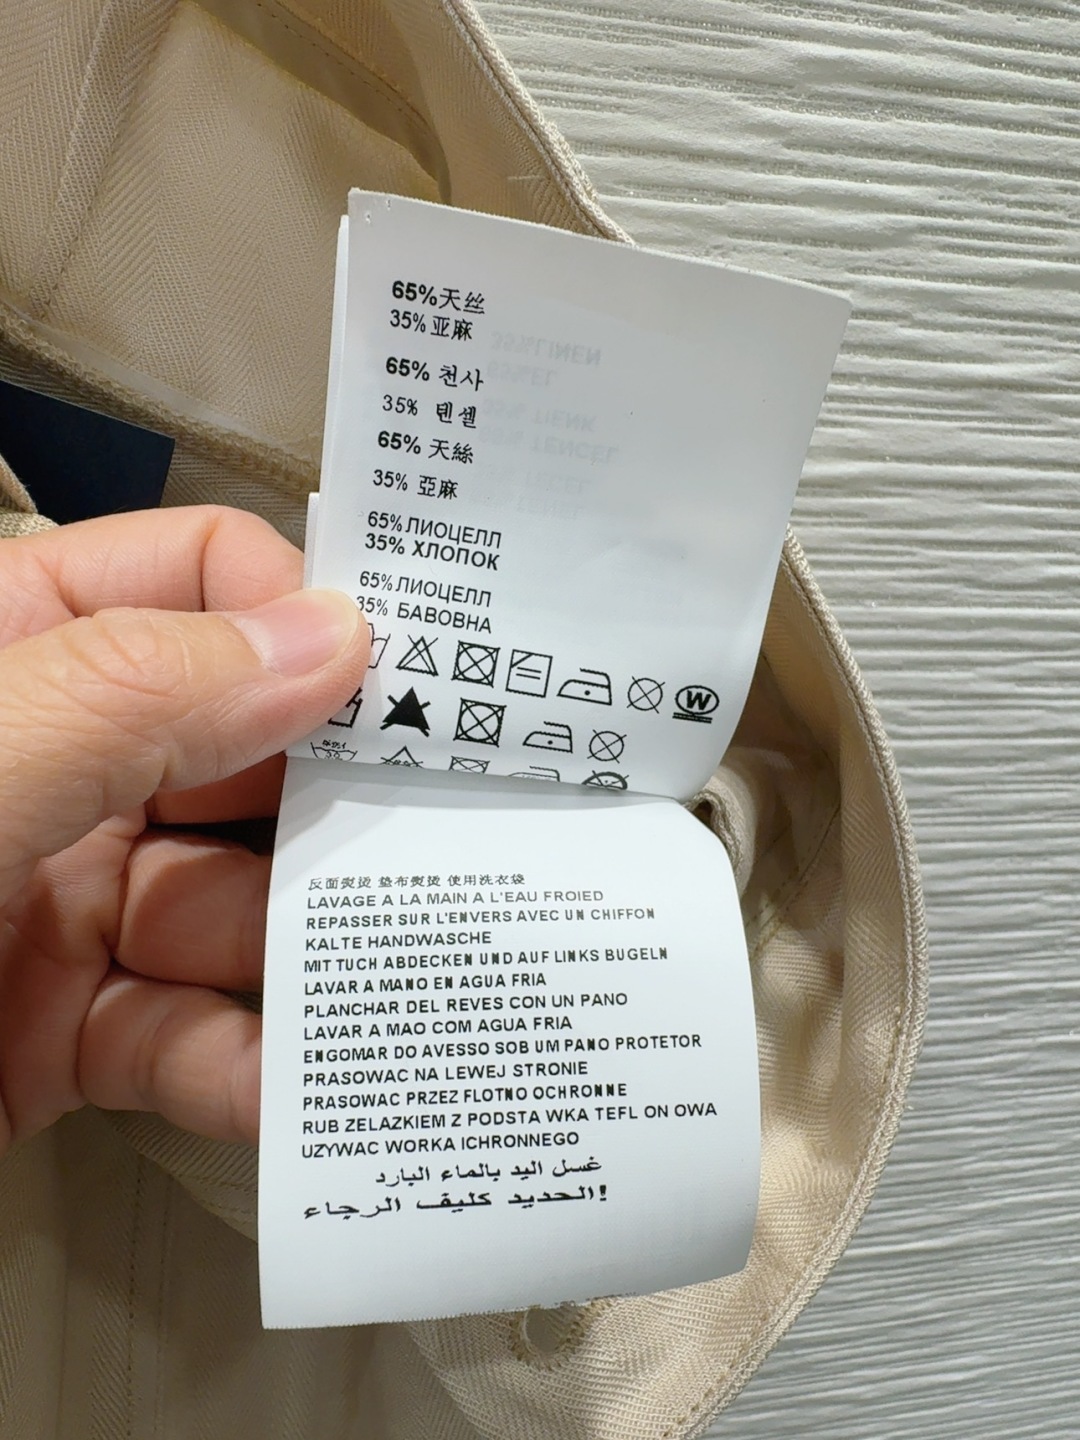 65%天丝
35%亚麻
65% 천사
35% 텐셀
65% 天絲
35% 亞麻
65%ЛИОЦЕЛЛ
35% ХЛОПОК
65%ЛИОЦЕЛЛ
35% БАВОВНА
W
30
反面熨烫 垫布熨烫 使用洗衣袋
LAVAGE A LA MAIN A L'EAU FROIED
REPASSER SUR L'ENVERS AVEC UN CHIFFON
KALTE HANDWASCHE
MIT TUCH ABDECKEN UND AUF LINKS BUGELN
LAVAR A MANO EN AGUA FRIA
PLANCHAR DEL REVES CON UN PANO
LAVAR A MAO COM AGUA FRIA
ENGOMAR DO AVESSO SOB UM PANO PROTETOR
PRASOWAC NA LEWEJ STRONIE
PRASOWAC PRZEZ FLOTNO OCHRONNE
RUB ZELAZKIEM Z PODSTA WKA TEFL ON OWA
UZYWAC WORKA ICHRONNEGO
غسل اليد بالماء البارد
!الحديد كليف الرجاء